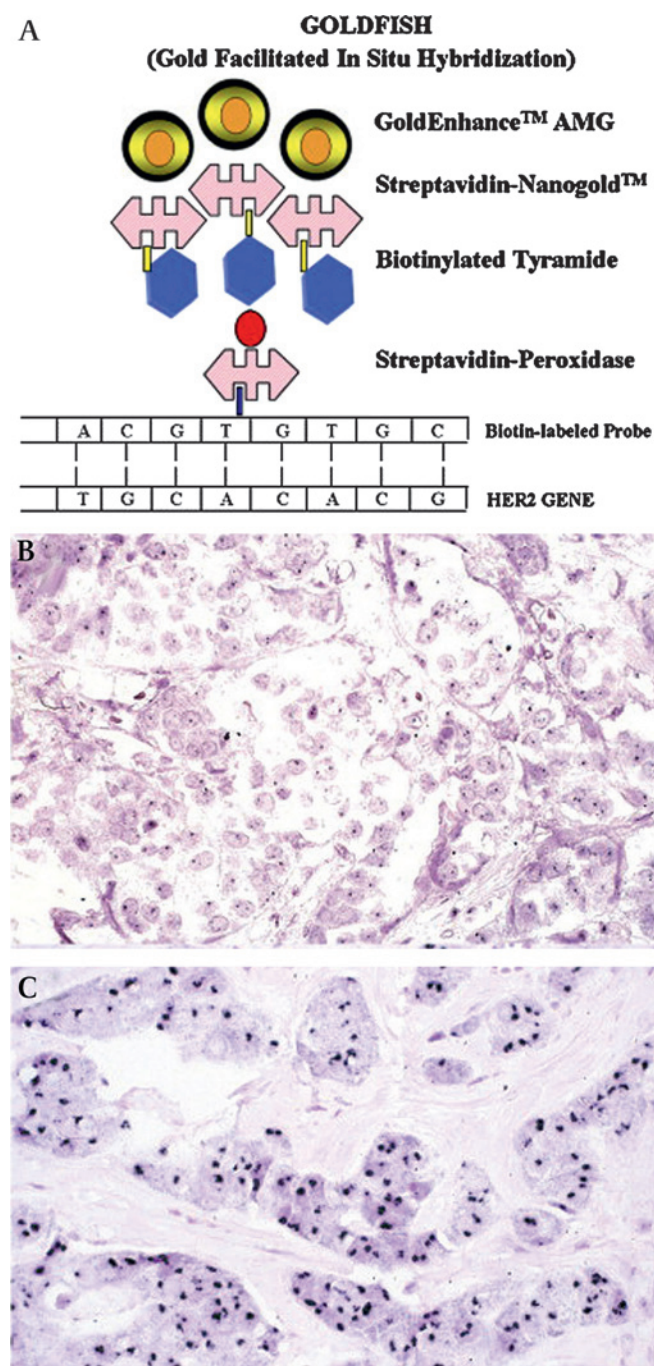 A
GOLDFISH
(Gold Facilitated In Situ Hybridization)
GoldEnhance™ AMG
Streptavidin-Nanogold™
Biotinylated Tyramide
Streptavidin-Peroxidase
A C G T G T G C Biotin-labeled Probe
T G C A C A C G HER2 GENE
B
C